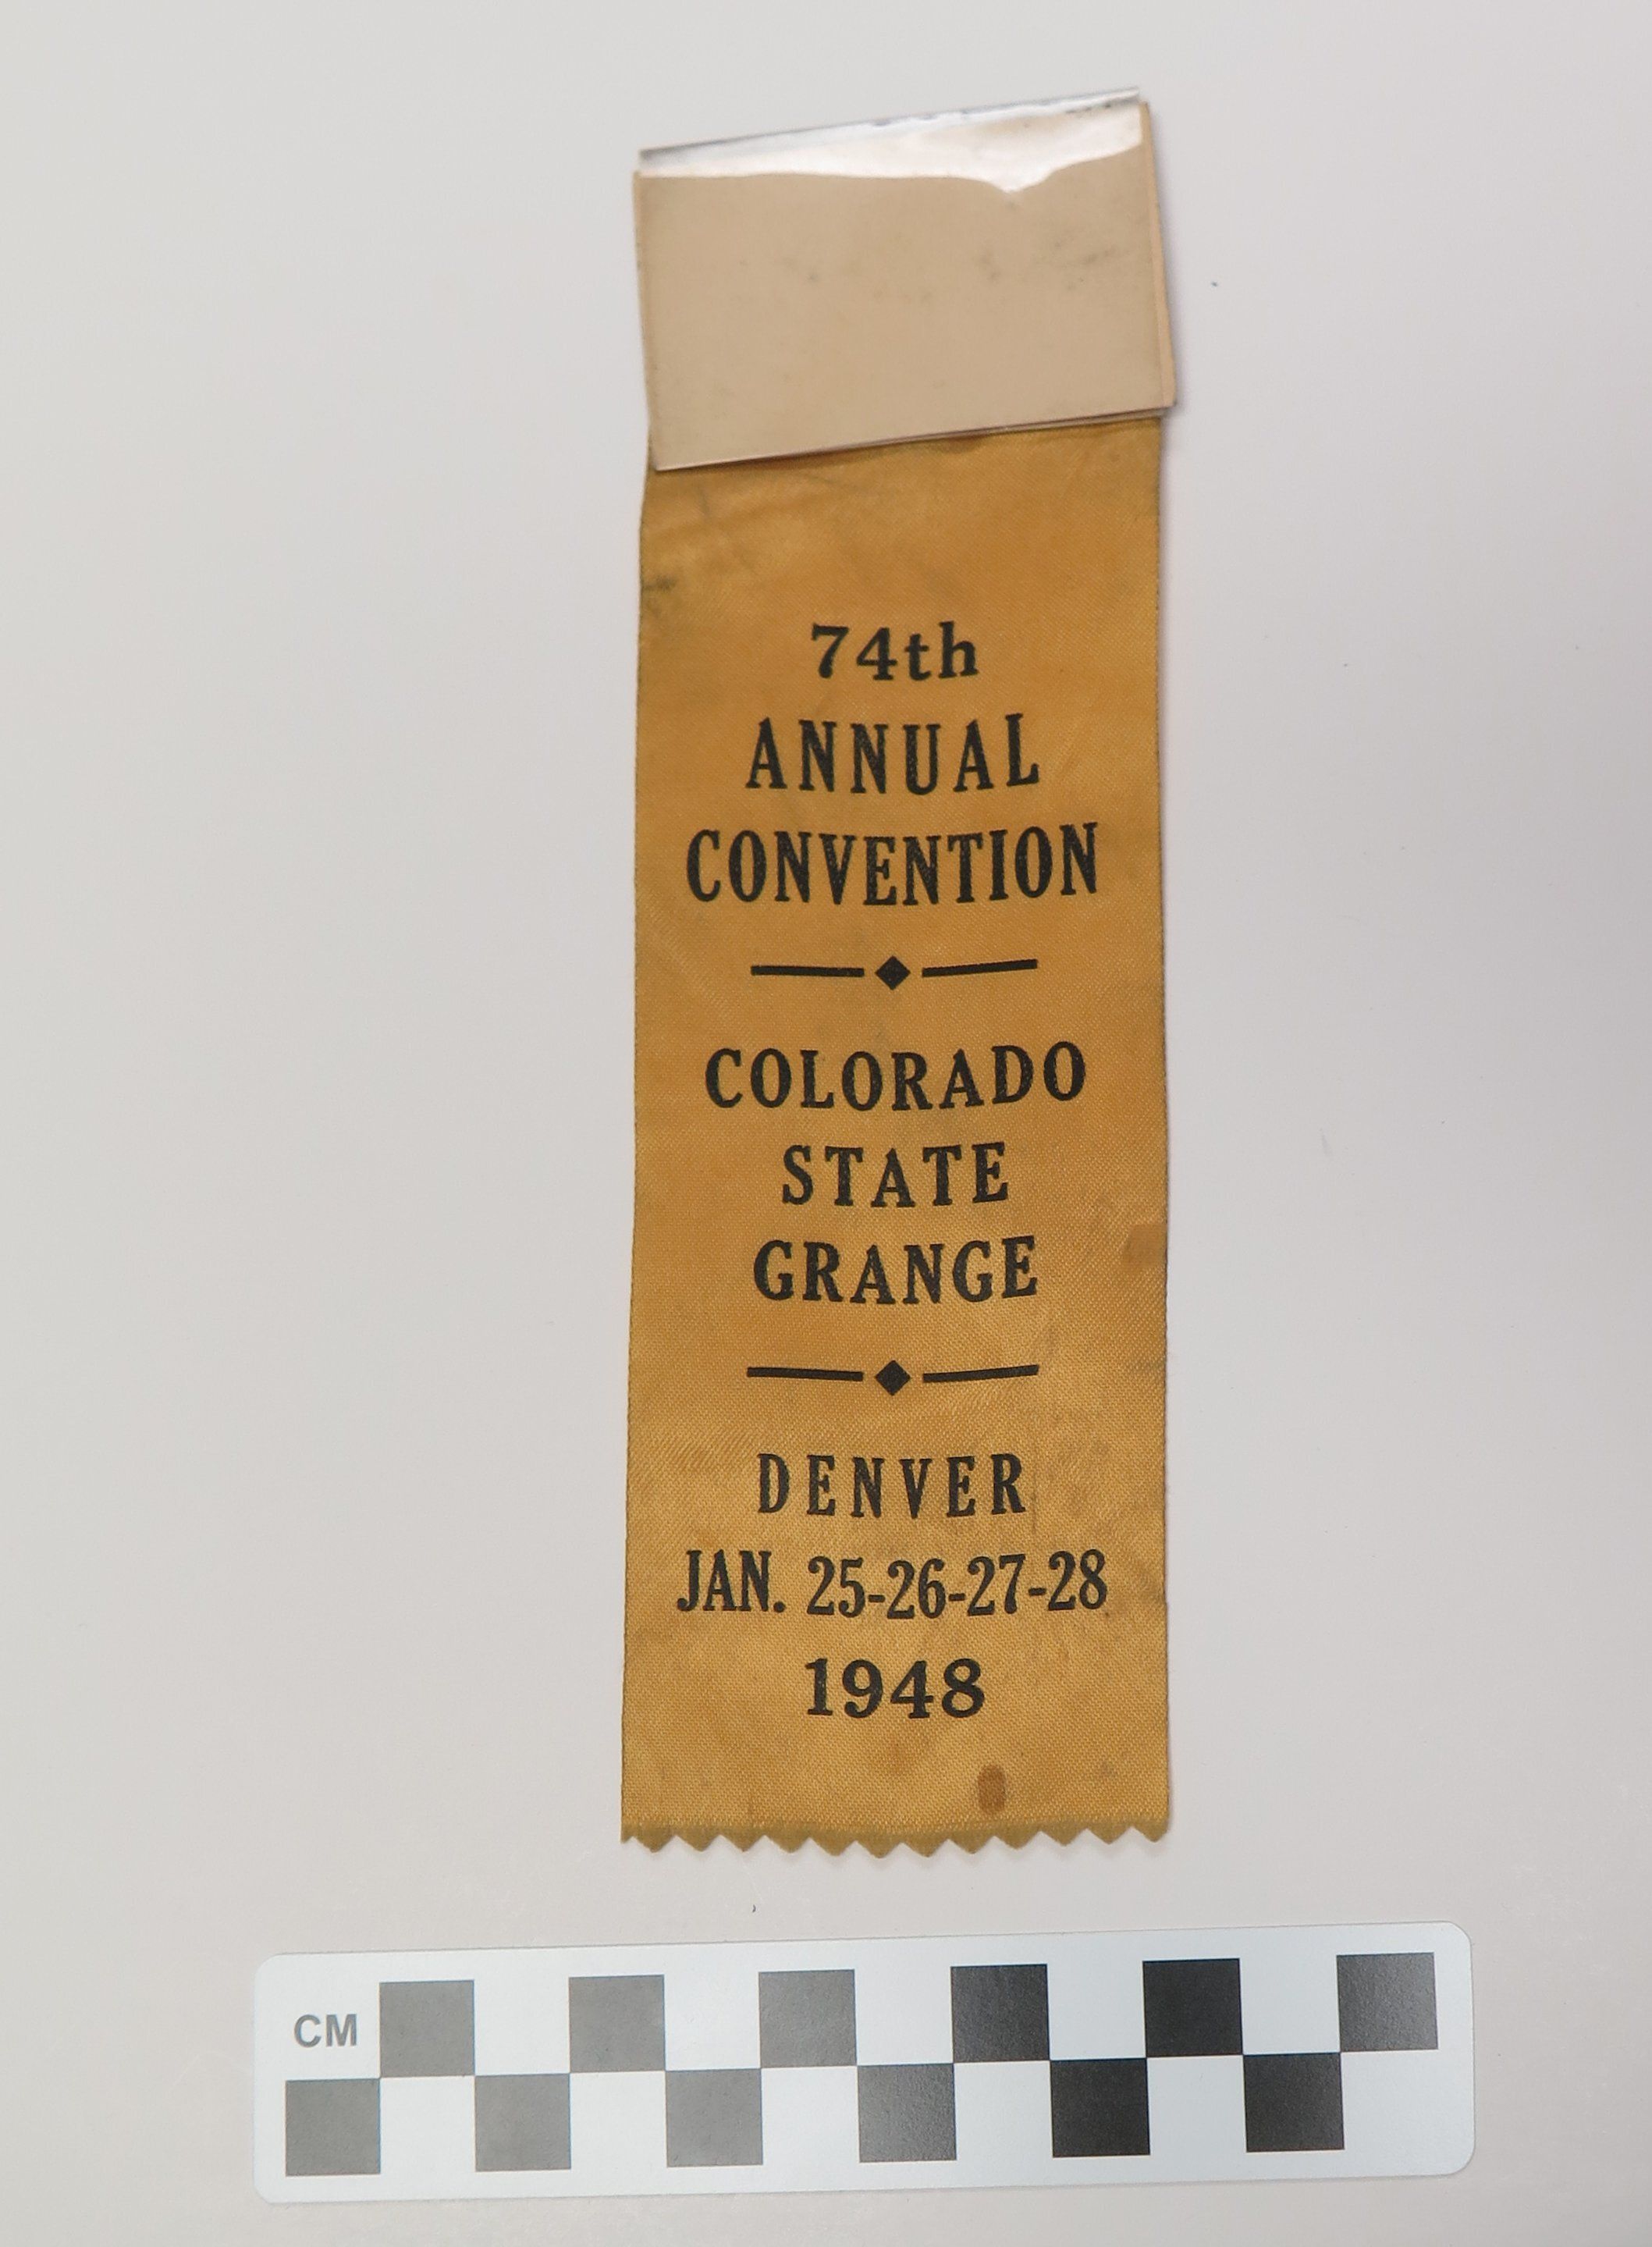 74th
ANNUAL
CONVENTION
COLORADO
STATE
GRANGE
DENVER
JAN. 25-26-27-28
1948
CM